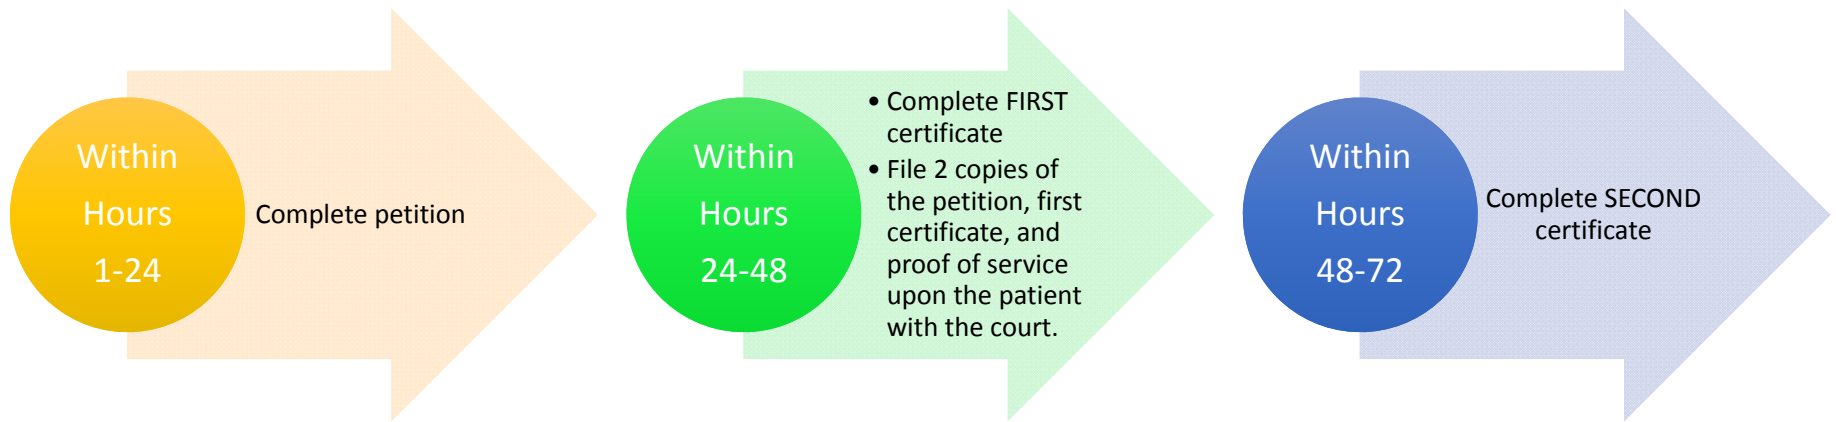 Within
Hours
1-24
Complete petition
Within
Hours
24-48
• Complete FIRST
certificate
• File 2 copies of
the petition, first
certificate, and
proof of service
upon the patient
with the court.
Within
Hours
48-72
Complete SECOND
certificate